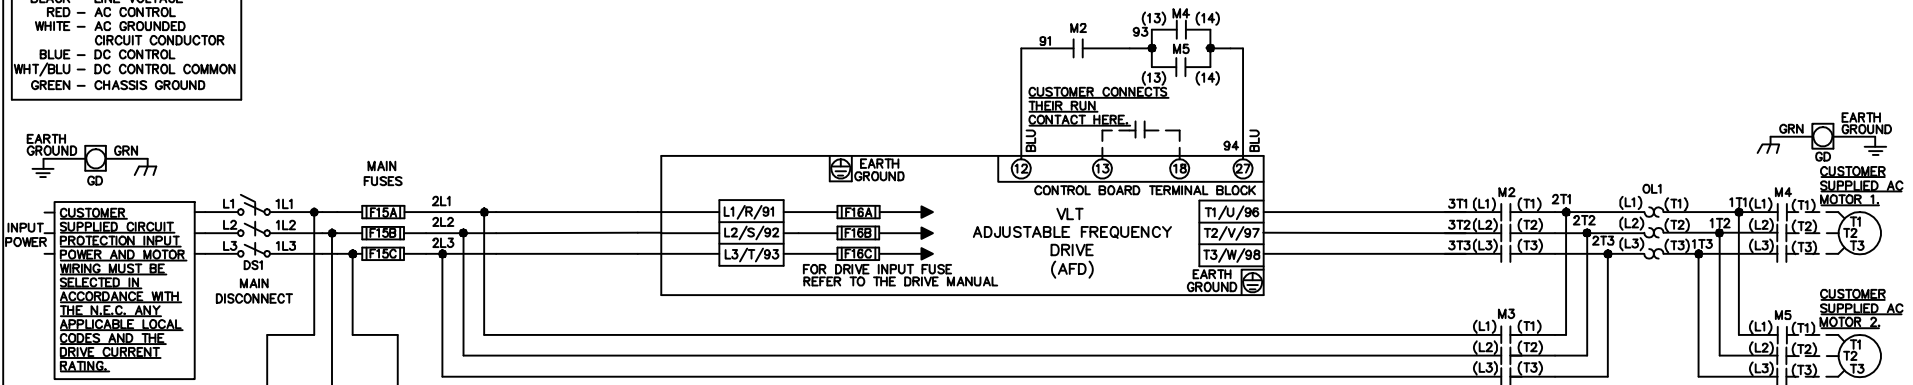 BLACK – LINE VOLTAGE
RED – AC CONTROL
WHITE – AC GROUNDED
CIRCUIT CONDUCTOR
BLUE – DC CONTROL
WHT/BLU – DC CONTROL COMMON
GREEN – CHASSIS GROUND
EARTH
GROUND
GRN
GD
INPUT
POWER
CUSTOMER
SUPPLIED CIRCUIT
PROTECTION INPUT
POWER AND MOTOR
WIRING MUST BE
SELECTED IN
ACCORDANCE WITH
THE N.E.C. ANY
APPLICABLE LOCAL
CODES AND THE
DRIVE CURRENT
RATING.
L1 1L1
L2 1L2
L3 1L3
DS1
MAIN
DISCONNECT
MAIN
FUSES
F15A
F15B
F15C
2L1
2L2
2L3
EARTH
GROUND
L1/R/91
L2/S/92
L3/T/93
F16A
F16B
F16C
FOR DRIVE INPUT FUSE
REFER TO THE DRIVE MANUAL
91
M2
93
(13) M4 (14)
M5
(13) (14)
CUSTOMER CONNECTS
THEIR RUN
CONTACT HERE.
BLU
94
BLU
12 13 18 27
CONTROL BOARD TERMINAL BLOCK
VLT
ADJUSTABLE FREQUENCY
DRIVE
(AFD)
T1/U/96
T2/V/97
T3/W/98
EARTH
GROUND
M2
3T1 (L1) (T1) 2T1
3T2 (L2) (T2) 2T2
3T3 (L3) (T3) 2T3
M3
(L1) (T1)
(L2) (T2)
(L3) (T3)
OL1
(L1) (T1) 1T1
(L2) (T2) 1T2
(L3) (T3) 1T3
GRN
EARTH
GROUND
GD
CUSTOMER
SUPPLIED AC
MOTOR 1.
M4
(L1) (T1)
(L2) (T2)
(L3) (T3)
T1
T2
T3
CUSTOMER
SUPPLIED AC
MOTOR 2.
M5
(L1) (T1)
(L2) (T2)
(L3) (T3)
T1
T2
T3